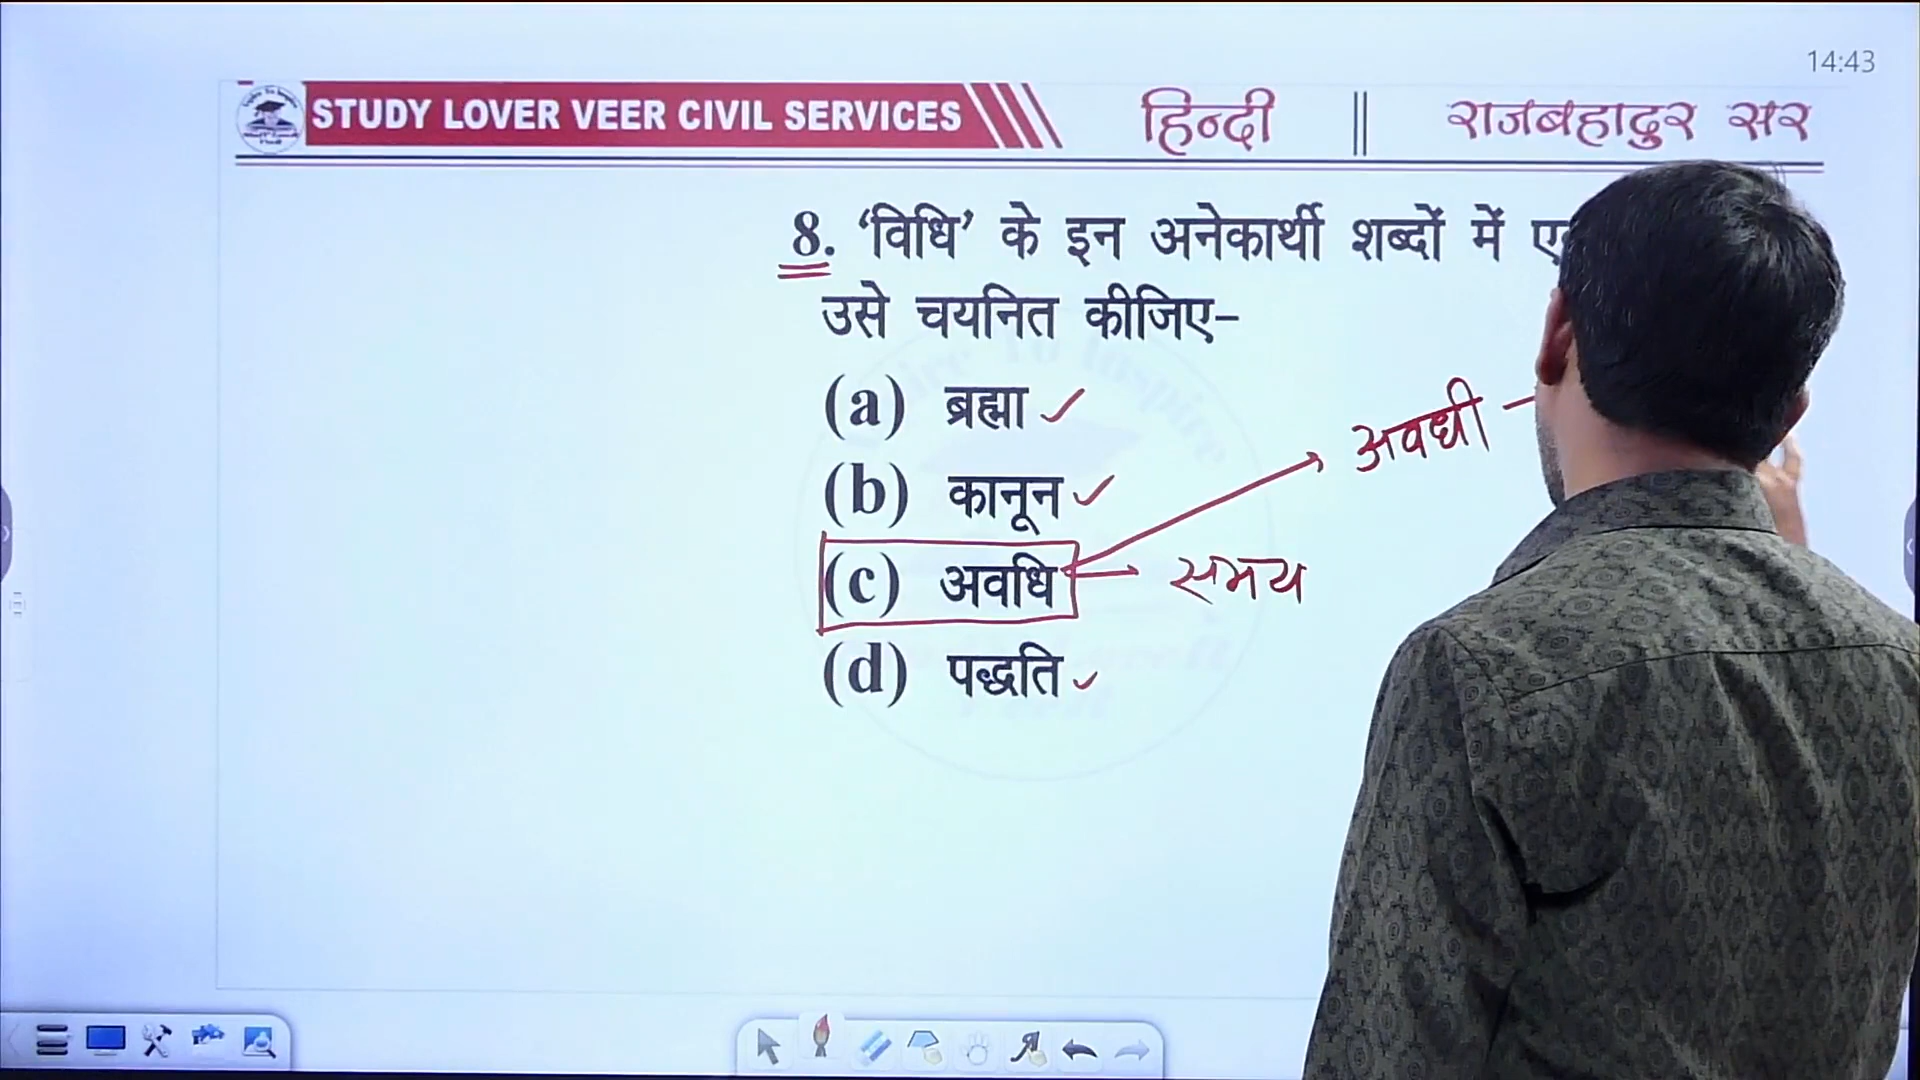 14:43
STUDY LOVER VEER CIVIL SERVICES हिन्दी || राजबहादुर सर
8. ‘विधि’ के इन अनेकार्थी शब्दों में
उसे चयनित कीजिए-
(a) ब्रह्मा
(b) कानून
अवधी
(c) अवधि
समय
(d) पद्धति